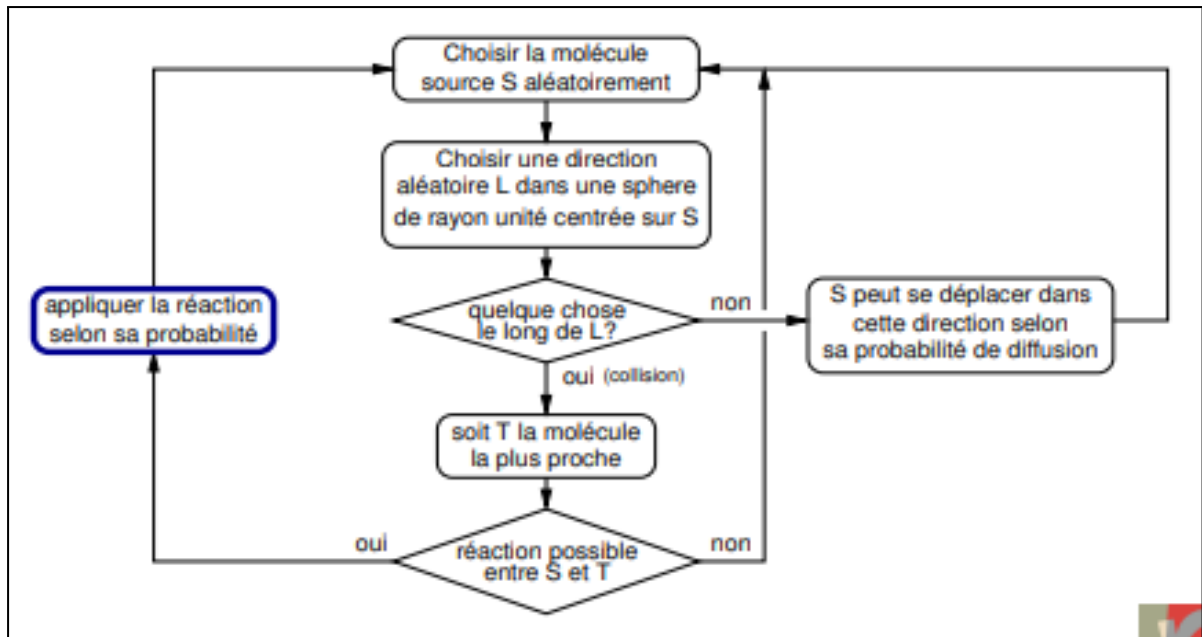 Choisir la molécule
source S aléatoirement
Choisir une direction
aléatoire L dans une sphere
de rayon unité centrée sur S
appliquer la réaction
selon sa probabilité
quelque chose
le long de L?
non
S peut se déplacer dans
cette direction selon
sa probabilité de diffusion
oui (collision)
soit T la molécule
la plus proche
oui
réaction possible
entre S et T
non